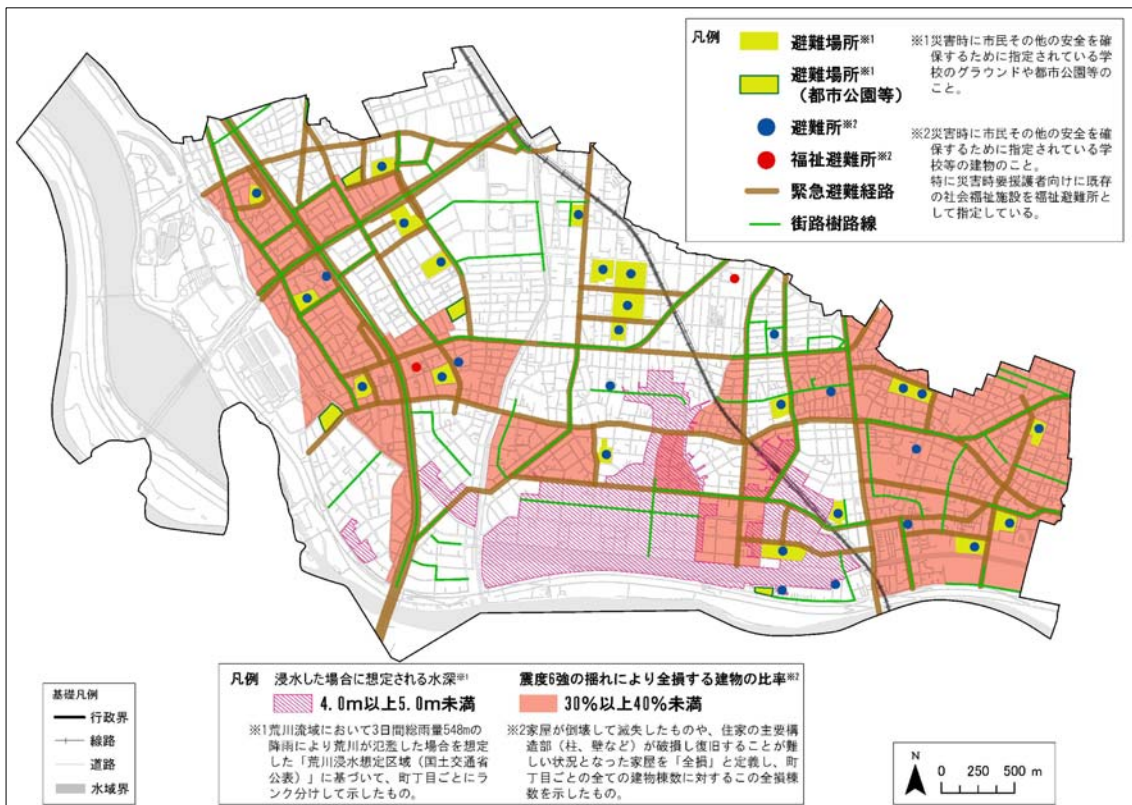 凡例
避難場所※1
避難場所※1
（都市公園等）
避難所※2
福祉避難所※2
緊急避難経路
街路樹路線
※1災害時に市民その他の安全を確
保するために指定されている学
校のグラウンドや都市公園等の
こと。
※2災害時に市民その他の安全を確
保するために指定されている学
校等の建物のこと。
特に災害時要援護者向けに既存
の社会福祉施設を福祉避難所と
して指定している。
基礎凡例
行政界
線路
道路
水域界
凡例 浸水した場合に想定される水深※1
4.0m以上5.0m未満
※1荒川流域において3日間総雨量548mの
降雨により荒川が氾濫した場合を想定
した「荒川浸水想定区域（国土交通省
公表）」に基づいて、町丁目ごとにラ
ンク分けして示したもの。
震度6強の揺れにより全損する建物の比率※2
30%以上40%未満
※2家屋が倒壊して滅失したものや、住家の主要構
造部（柱、壁など）が破損し復旧することが難
しい状況となった家屋を「全損」と定義し、町
丁目ごとの全ての建物棟数に対するこの全損棟
数を示したもの。
N
0 250 500 m